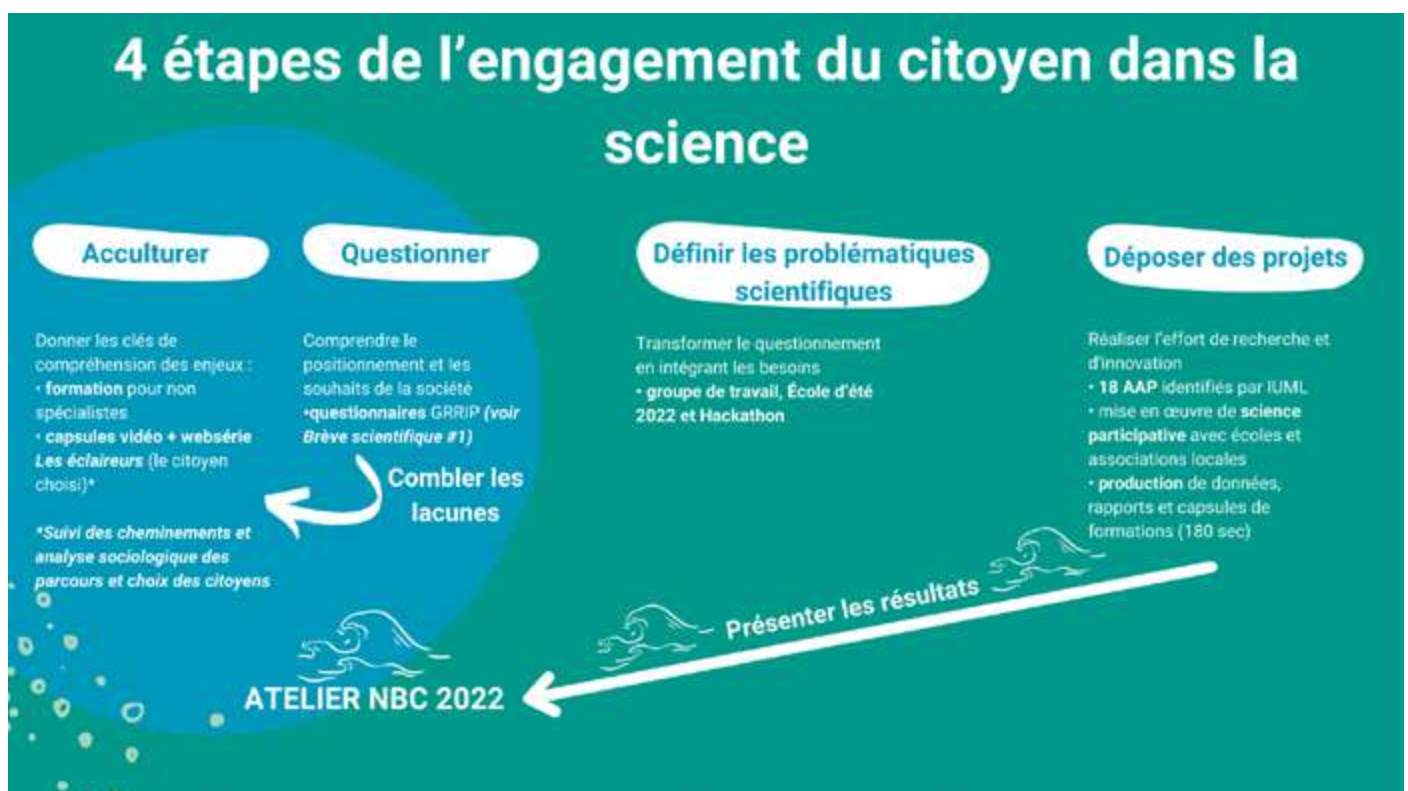 4 étapes de l'engagement du citoyen dans la
science
Acculturer
Donner les clés de
compréhension des enjeux :
• formation pour non
spécialistes
• capsules vidéo + websérie
Les éclaireurs (le citoyen
choisi)*
*Suivi des cheminements et
analyse sociologique des
parcours et choix des citoyens
Questionner
Comprendre le
positionnement et les
souhaits de la société
•questionnaires GRRIP (voir
Brève scientifique #1)
Combler les
lacunes
Définir les problématiques
scientifiques
Transformer le questionnement
en intégrant les besoins
• groupe de travail, École d'été
2022 et Hackathon
Déposer des projets
Réaliser l'effort de recherche et
d'innovation
• 18 AAP identifiés par IUML
• mise en œuvre de science
participative avec écoles et
associations locales
• production de données,
rapports et capsules de
formations (180 sec)
Présenter les résultats
ATELIER NBC 2022